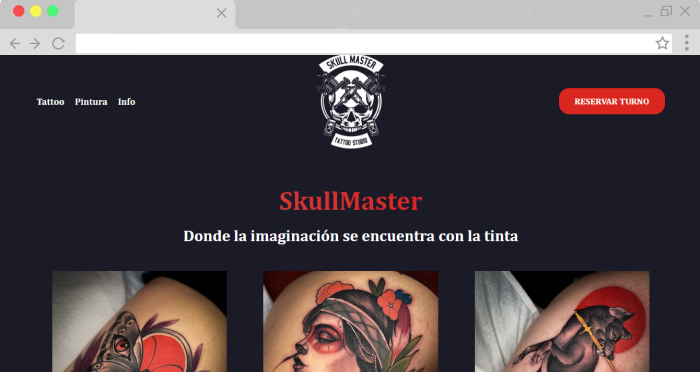 SKULL MASTER
TATTOO STUDIO
Tattoo Pintura Info
RESERVAR TURNO
SkullMaster
Donde la imaginación se encuentra con la tinta